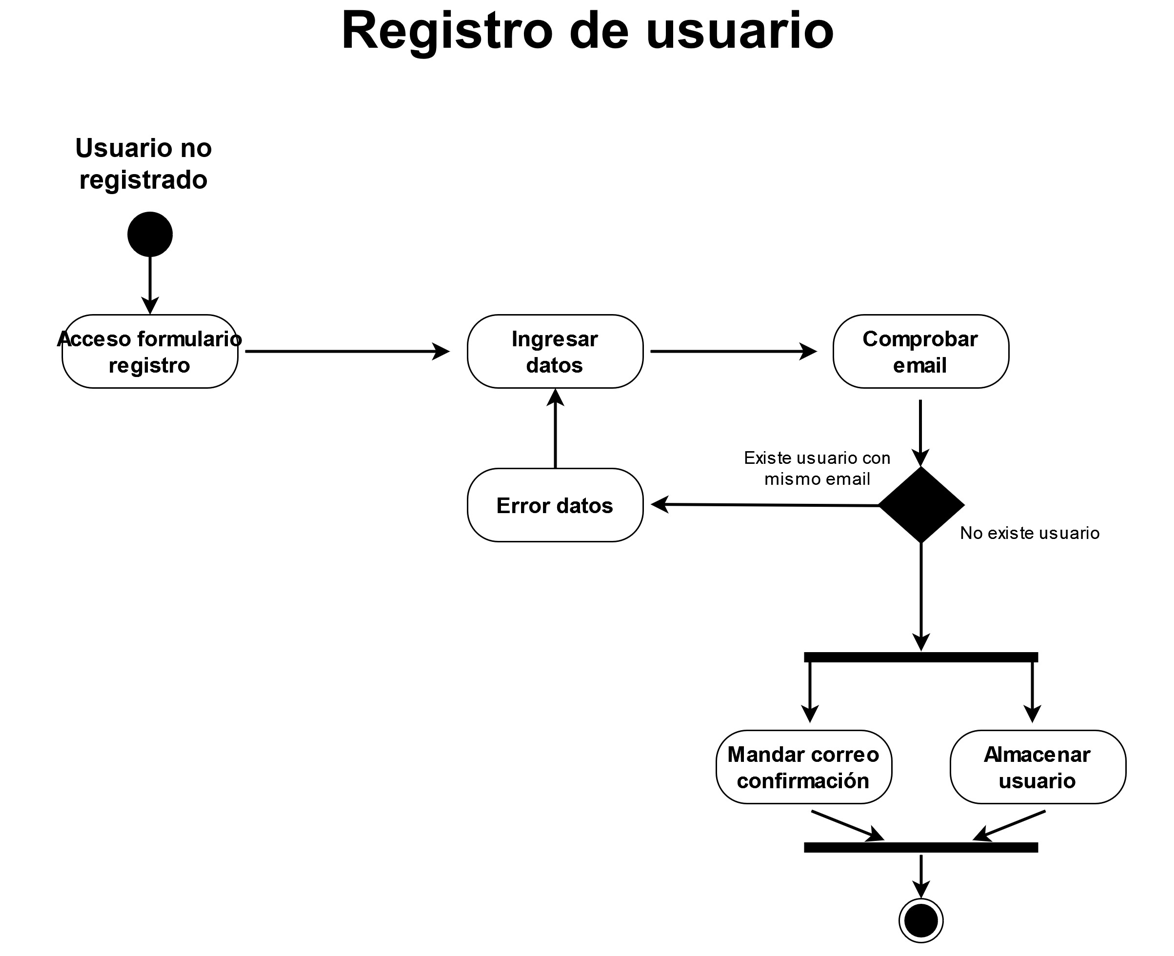 Registro de usuario
Usuario no
registrado
Acceso formulario
registro
Ingresar
datos
Comprobar
email
Existe usuario con
mismo email
Error datos
No existe usuario
Mandar correo
confirmación
Almacenar
usuario